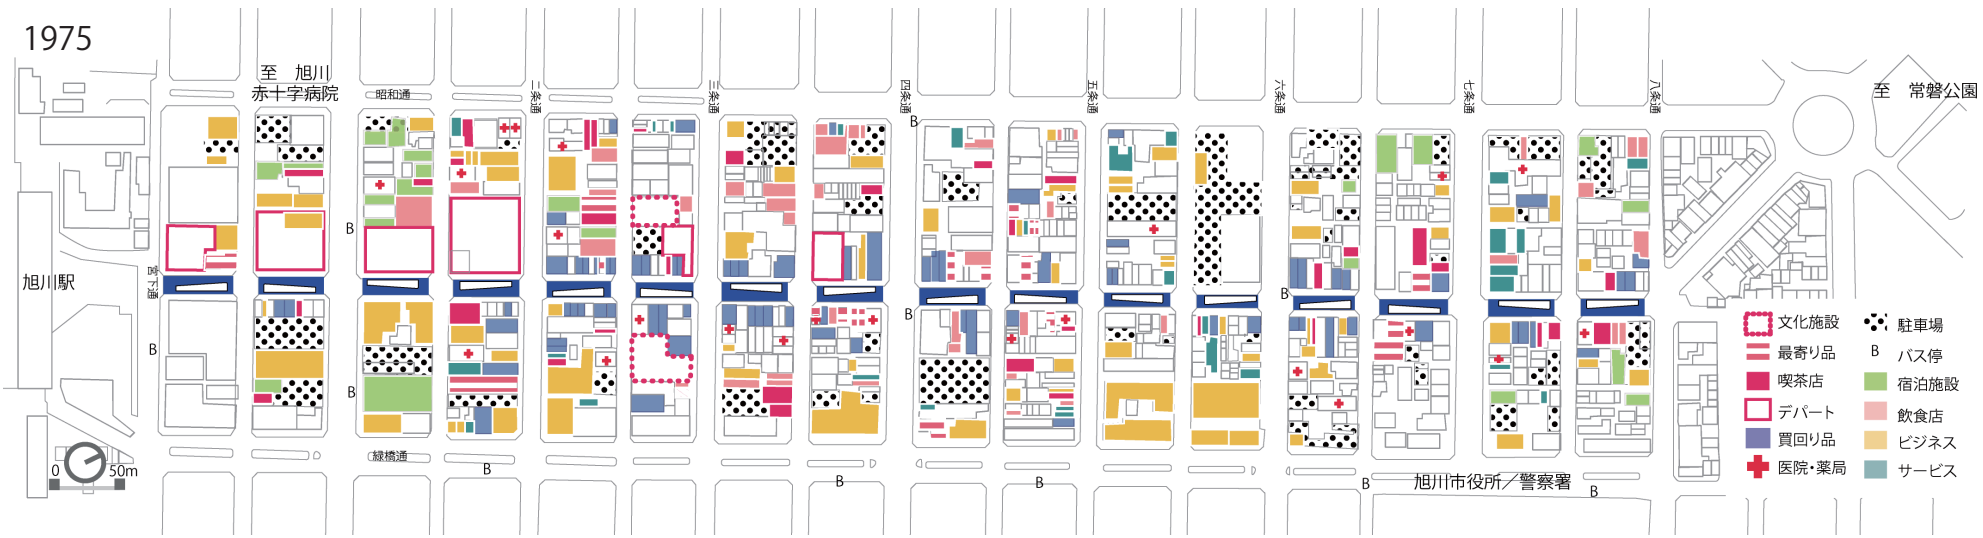 1975
至 旭川
赤十字病院
昭和通
二条通
三条通
四条通
五条通
六条通
七条通
八条通
至 常磐公園
B
B
宮下通
旭川駅
B
B
B
B
緑橋通
B
B
B
B
B
旭川市役所/警察署
0 50m
文化施設
最寄り品
喫茶店
デパート
買回り品
医院・薬局
駐車場
B バス停
宿泊施設
飲食店
ビジネス
サービス